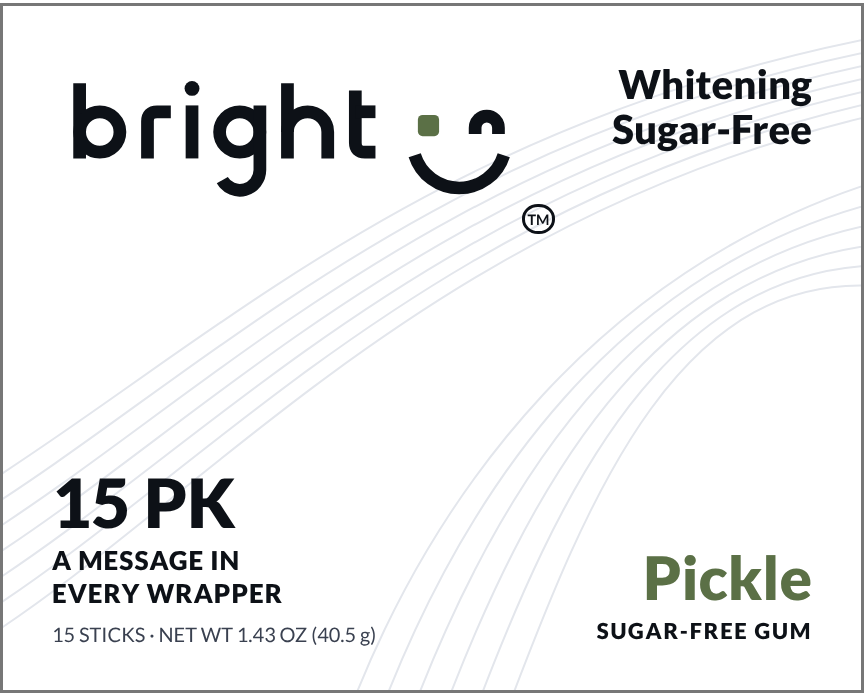 bright
TM
Whitening
Sugar-Free
15 PK
A MESSAGE IN
EVERY WRAPPER
15 STICKS · NET WT 1.43 OZ (40.5 g)
Pickle
SUGAR-FREE GUM